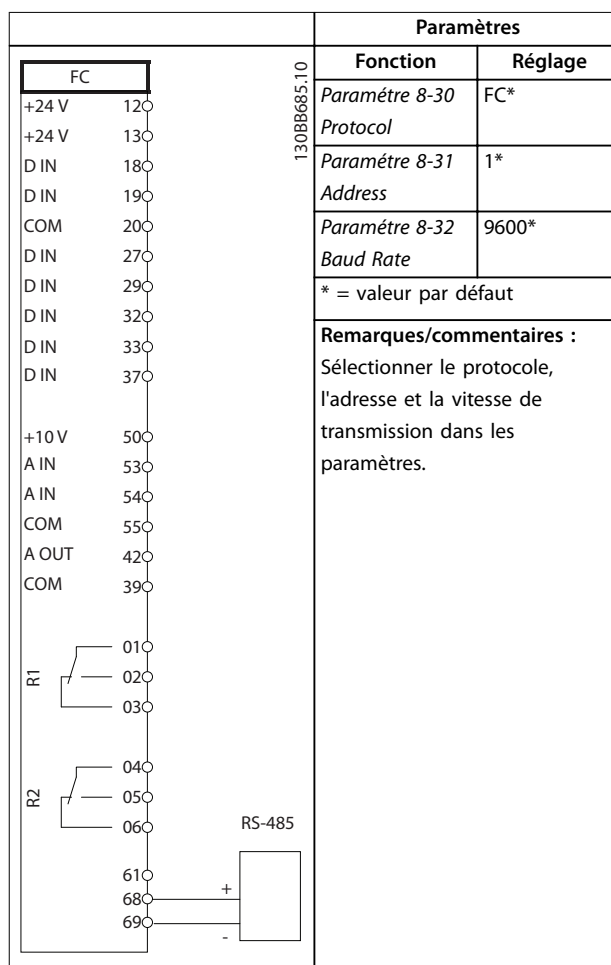 FC
+24 V 12
+24 V 13
D IN 18
D IN 19
COM 20
D IN 27
D IN 29
D IN 32
D IN 33
D IN 37
+10 V 50
A IN 53
A IN 54
COM 55
A OUT 42
COM 39
R1
01
02
03
R2
04
05
06
RS-485
61
68 +
69 -
130BB685.10
Paramètres
Fonction Réglage
Paramétre 8-30 FC*
Protocol
Paramétre 8-31 1*
Address
Paramétre 8-32 9600*
Baud Rate
* = valeur par défaut
Remarques/commentaires :
Sélectionner le protocole,
l'adresse et la vitesse de
transmission dans les
paramètres.